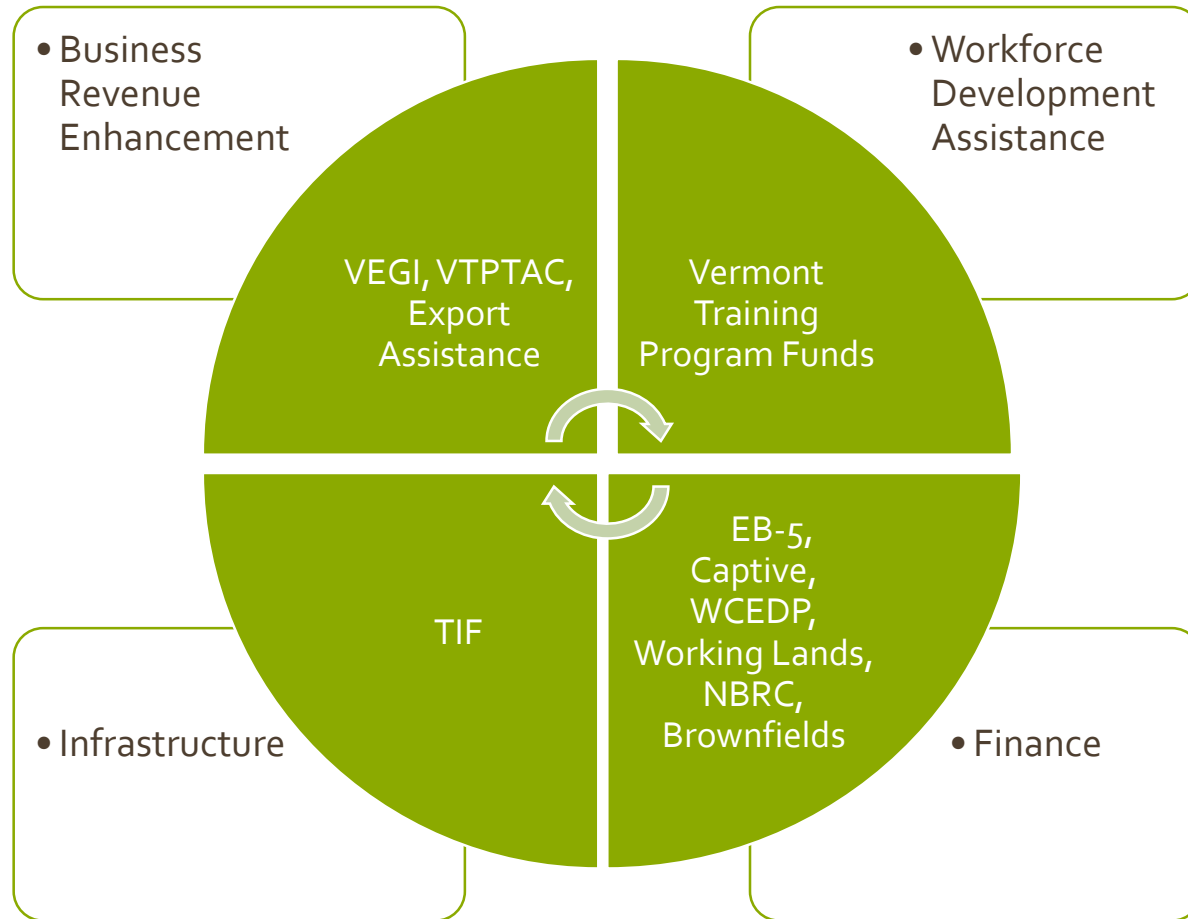 • Business
Revenue
Enhancement
• Workforce
Development
Assistance
VEGI, VTPTAC,
Export
Assistance
Vermont
Training
Program Funds
TIF
EB-5,
Captive,
WCEDP,
Working Lands,
NBRC,
Brownfields
• Infrastructure
• Finance